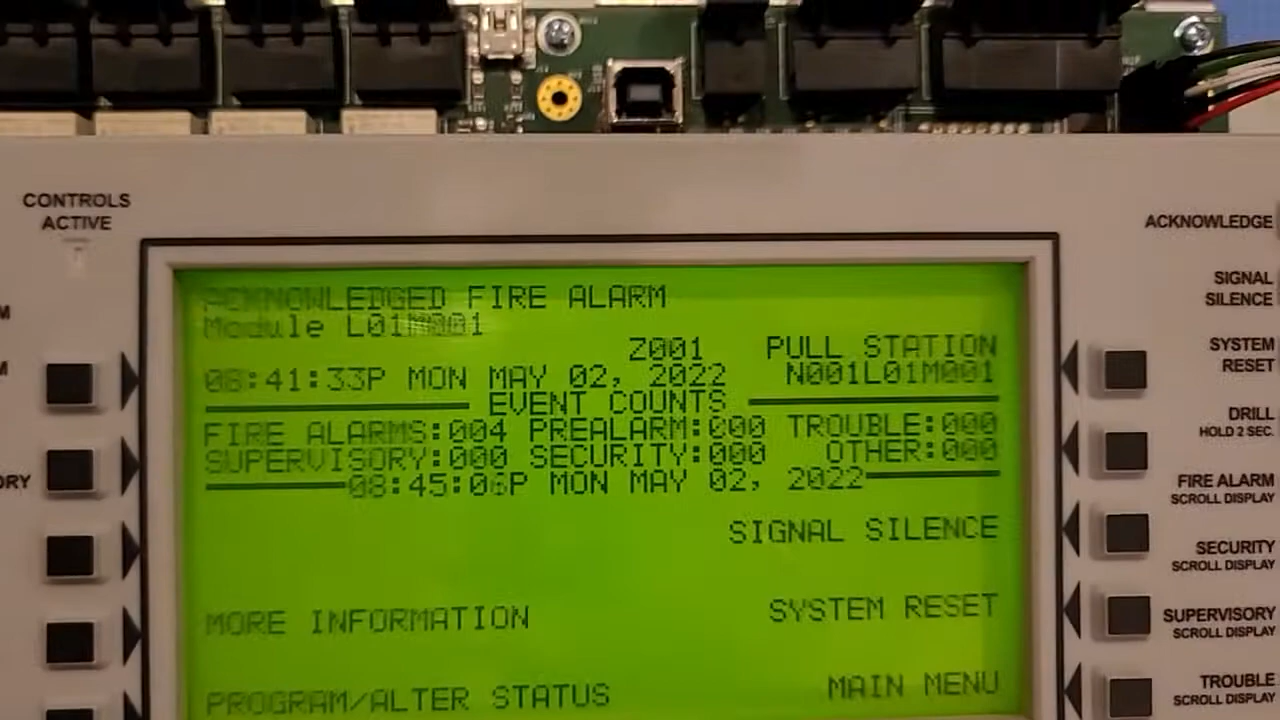 CONTROLS
ACTIVE
ACKNOWLEDGE
SIGNAL
SILENCE
SYSTEM
RESET
DRILL
HOLD 2 SEC.
FIRE ALARM
SCROLL DISPLAY
SECURITY
SCROLL DISPLAY
SUPERVISORY
SCROLL DISPLAY
TROUBLE
SCROLL DISPLAY
ACKNOWLEDGED FIRE ALARM
Module L01M001
Z001 PULL STATION
08:41:33P MON MAY 02, 2022 N001L01M001
EVENT COUNTS
FIRE ALARMS:004 PREALARM:000 TROUBLE:000
SUPERVISORY:000 SECURITY:000 OTHER:000
08:45:06P MON MAY 02, 2022
SIGNAL SILENCE
MORE INFORMATION SYSTEM RESET
PROGRAM/ALTER STATUS MAIN MENU